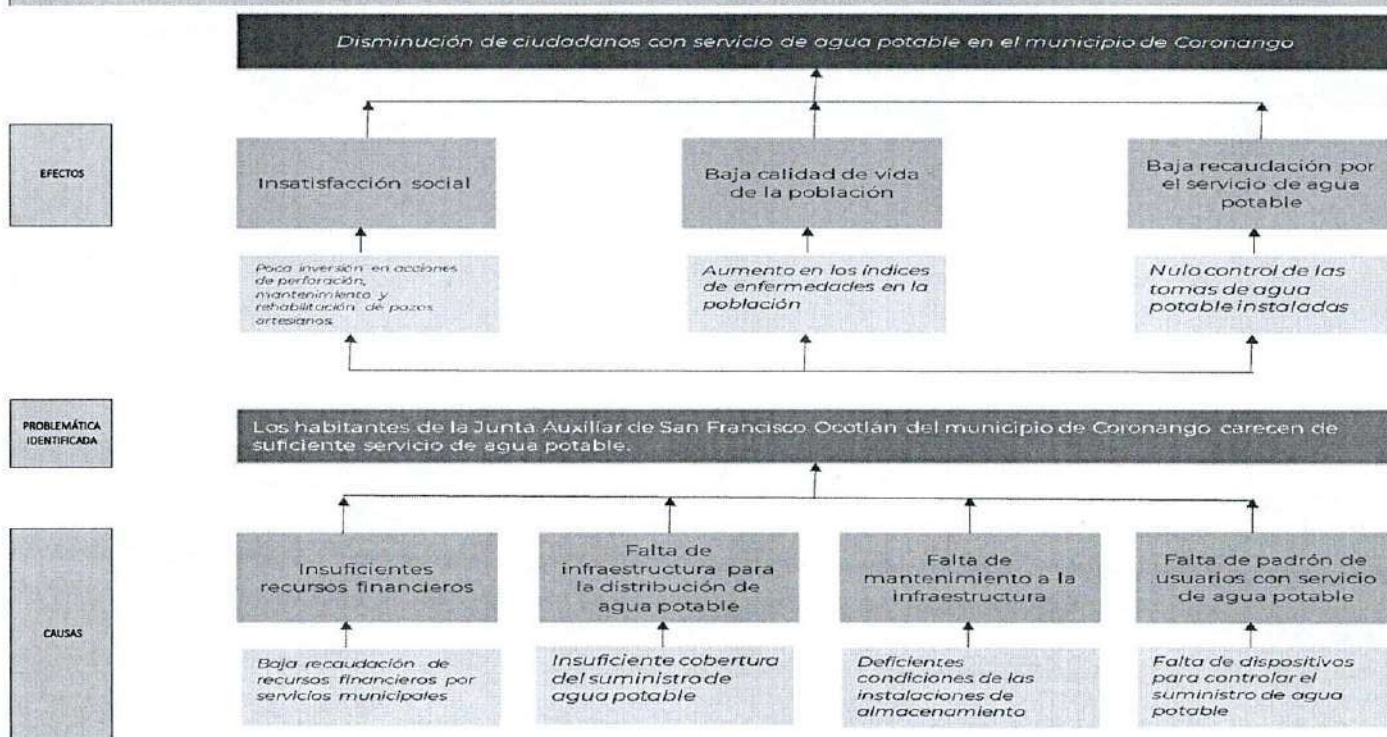 Disminución de ciudadanos con servicio de agua potable en el municipio de Coronango
EFECTOS
Insatisfacción social
Baja calidad de vida
de la población
Baja recaudación por
el servicio de agua
potable
Poca inversión en acciones
de perforación,
mantenimiento y
rehabilitación de pozos
artesianos.
Aumento en los índices
de enfermedades en la
población
Nulo control de las
tomas de agua
potable instaladas
PROBLEMÁTICA
IDENTIFICADA
Los habitantes de la Junta Auxiliar de San Francisco Ocotlán del municipio de Coronango carecen de
suficiente servicio de agua potable.
CAUSAS
Insuficientes
recursos financieros
Falta de
infraestructura para
la distribución de
agua potable
Falta de
mantenimiento a la
infraestructura
Falta de padrón de
usuarios con servicio
de agua potable
Baja recaudación de
recursos financieros por
servicios municipales
Insuficiente cobertura
del suministro de
agua potable
Deficientes
condiciones de las
instalaciones de
almacenamiento
Falta de dispositivos
para controlar el
suministro de agua
potable